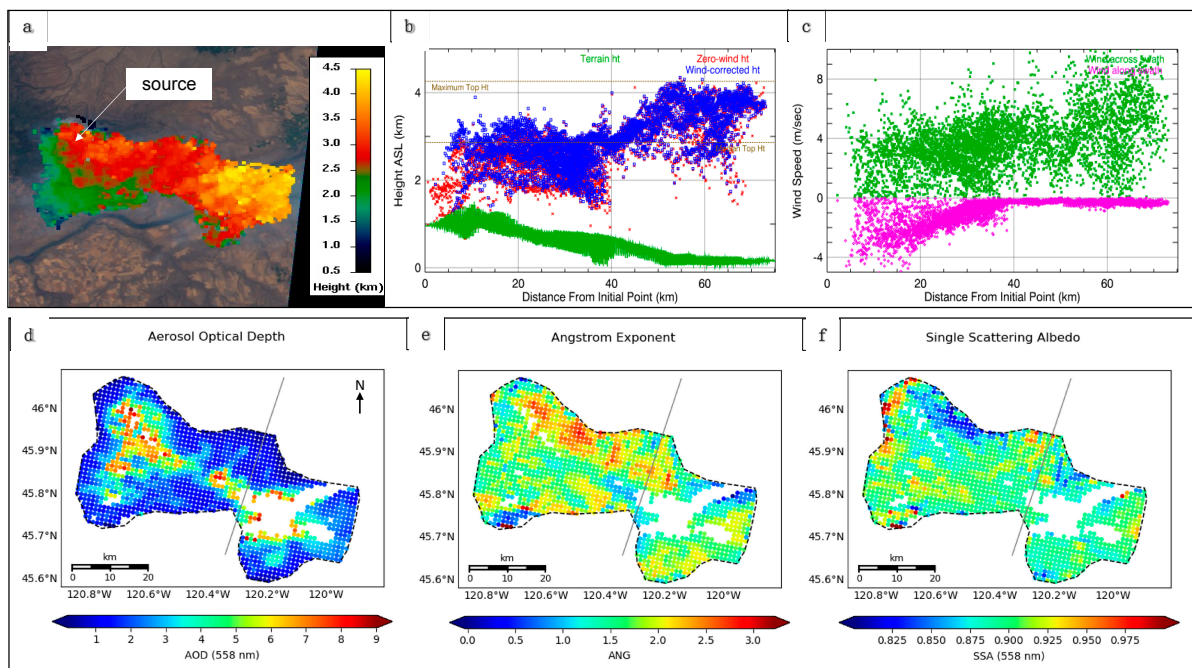 a
source
4.5
4.0
3.5
3.0
2.5
2.0
1.5
1.0
0.5
Height (km)
b
Terrain ht
Zero-wind ht
Wind-corrected ht
Maximum Top Ht
Top Ht
Height ASL (km)
4
2
0
0 20 40 60
Distance From Initial Point (km)
c
Wind across swath
Wind along swath
Wind Speed (m/sec)
8
4
0
-4
0 20 40 60
Distance From Initial Point (km)
d
Aerosol Optical Depth
N
46°N
45.9°N
45.8°N
45.7°N
45.6°N
km
0 10 20
120.8°W 120.6°W 120.4°W 120.2°W 120°W
1 2 3 4 5 6 7 8 9
AOD (558 nm)
e
Angstrom Exponent
46°N
45.9°N
45.8°N
45.7°N
45.6°N
km
0 10 20
120.8°W 120.6°W 120.4°W 120.2°W 120°W
0.0 0.5 1.0 1.5 2.0 2.5 3.0
ANG
f
Single Scattering Albedo
46°N
45.9°N
45.8°N
45.7°N
45.6°N
km
0 10 20
120.8°W 120.6°W 120.4°W 120.2°W 120°W
0.825 0.850 0.875 0.900 0.925 0.950 0.975
SSA (558 nm)